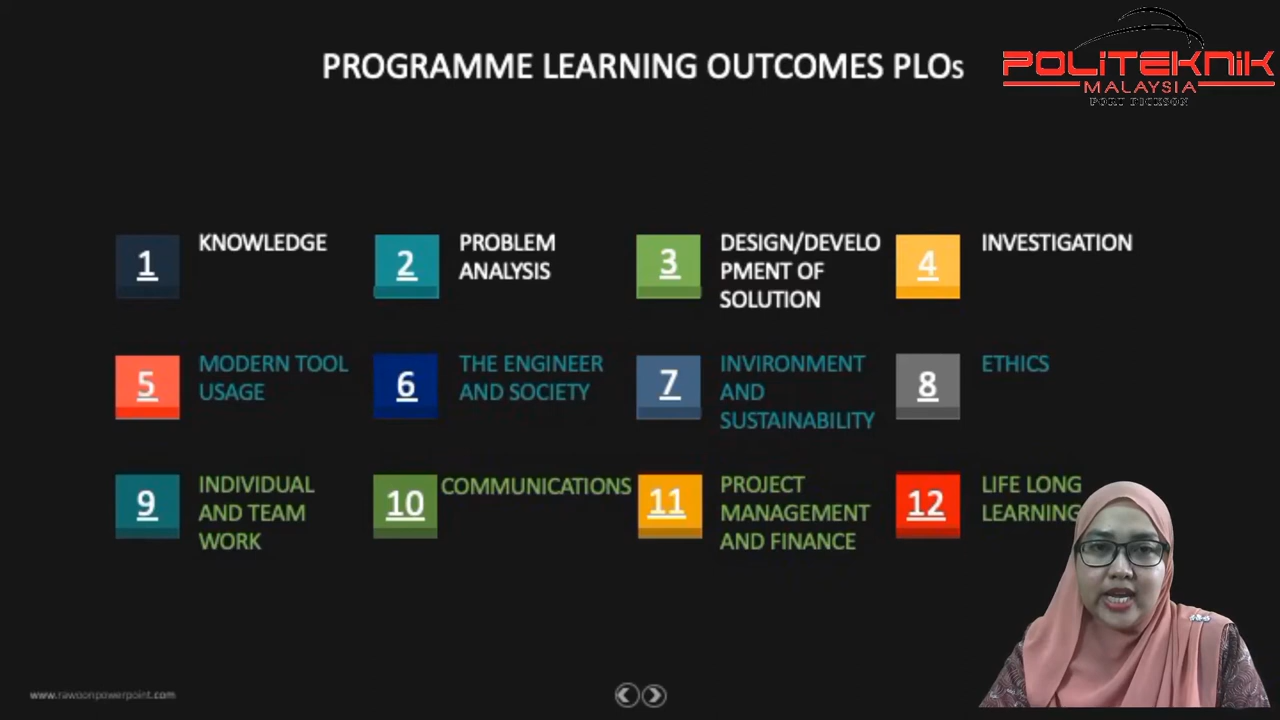 PROGRAMME LEARNING OUTCOMES PLOs
POLITEKNIK
MALAYSIA
PORT DICKSON
1
KNOWLEDGE
2
PROBLEM
ANALYSIS
3
DESIGN/DEVELO
PMENT OF
SOLUTION
4
INVESTIGATION
5
MODERN TOOL
USAGE
6
THE ENGINEER
AND SOCIETY
7
INVIRONMENT
AND
SUSTAINABILITY
8
ETHICS
9
INDIVIDUAL
AND TEAM
WORK
10
COMMUNICATIONS
11
PROJECT
MANAGEMENT
AND FINANCE
12
LIFE LONG
LEARNING
www.rawoonpowerpoint.com